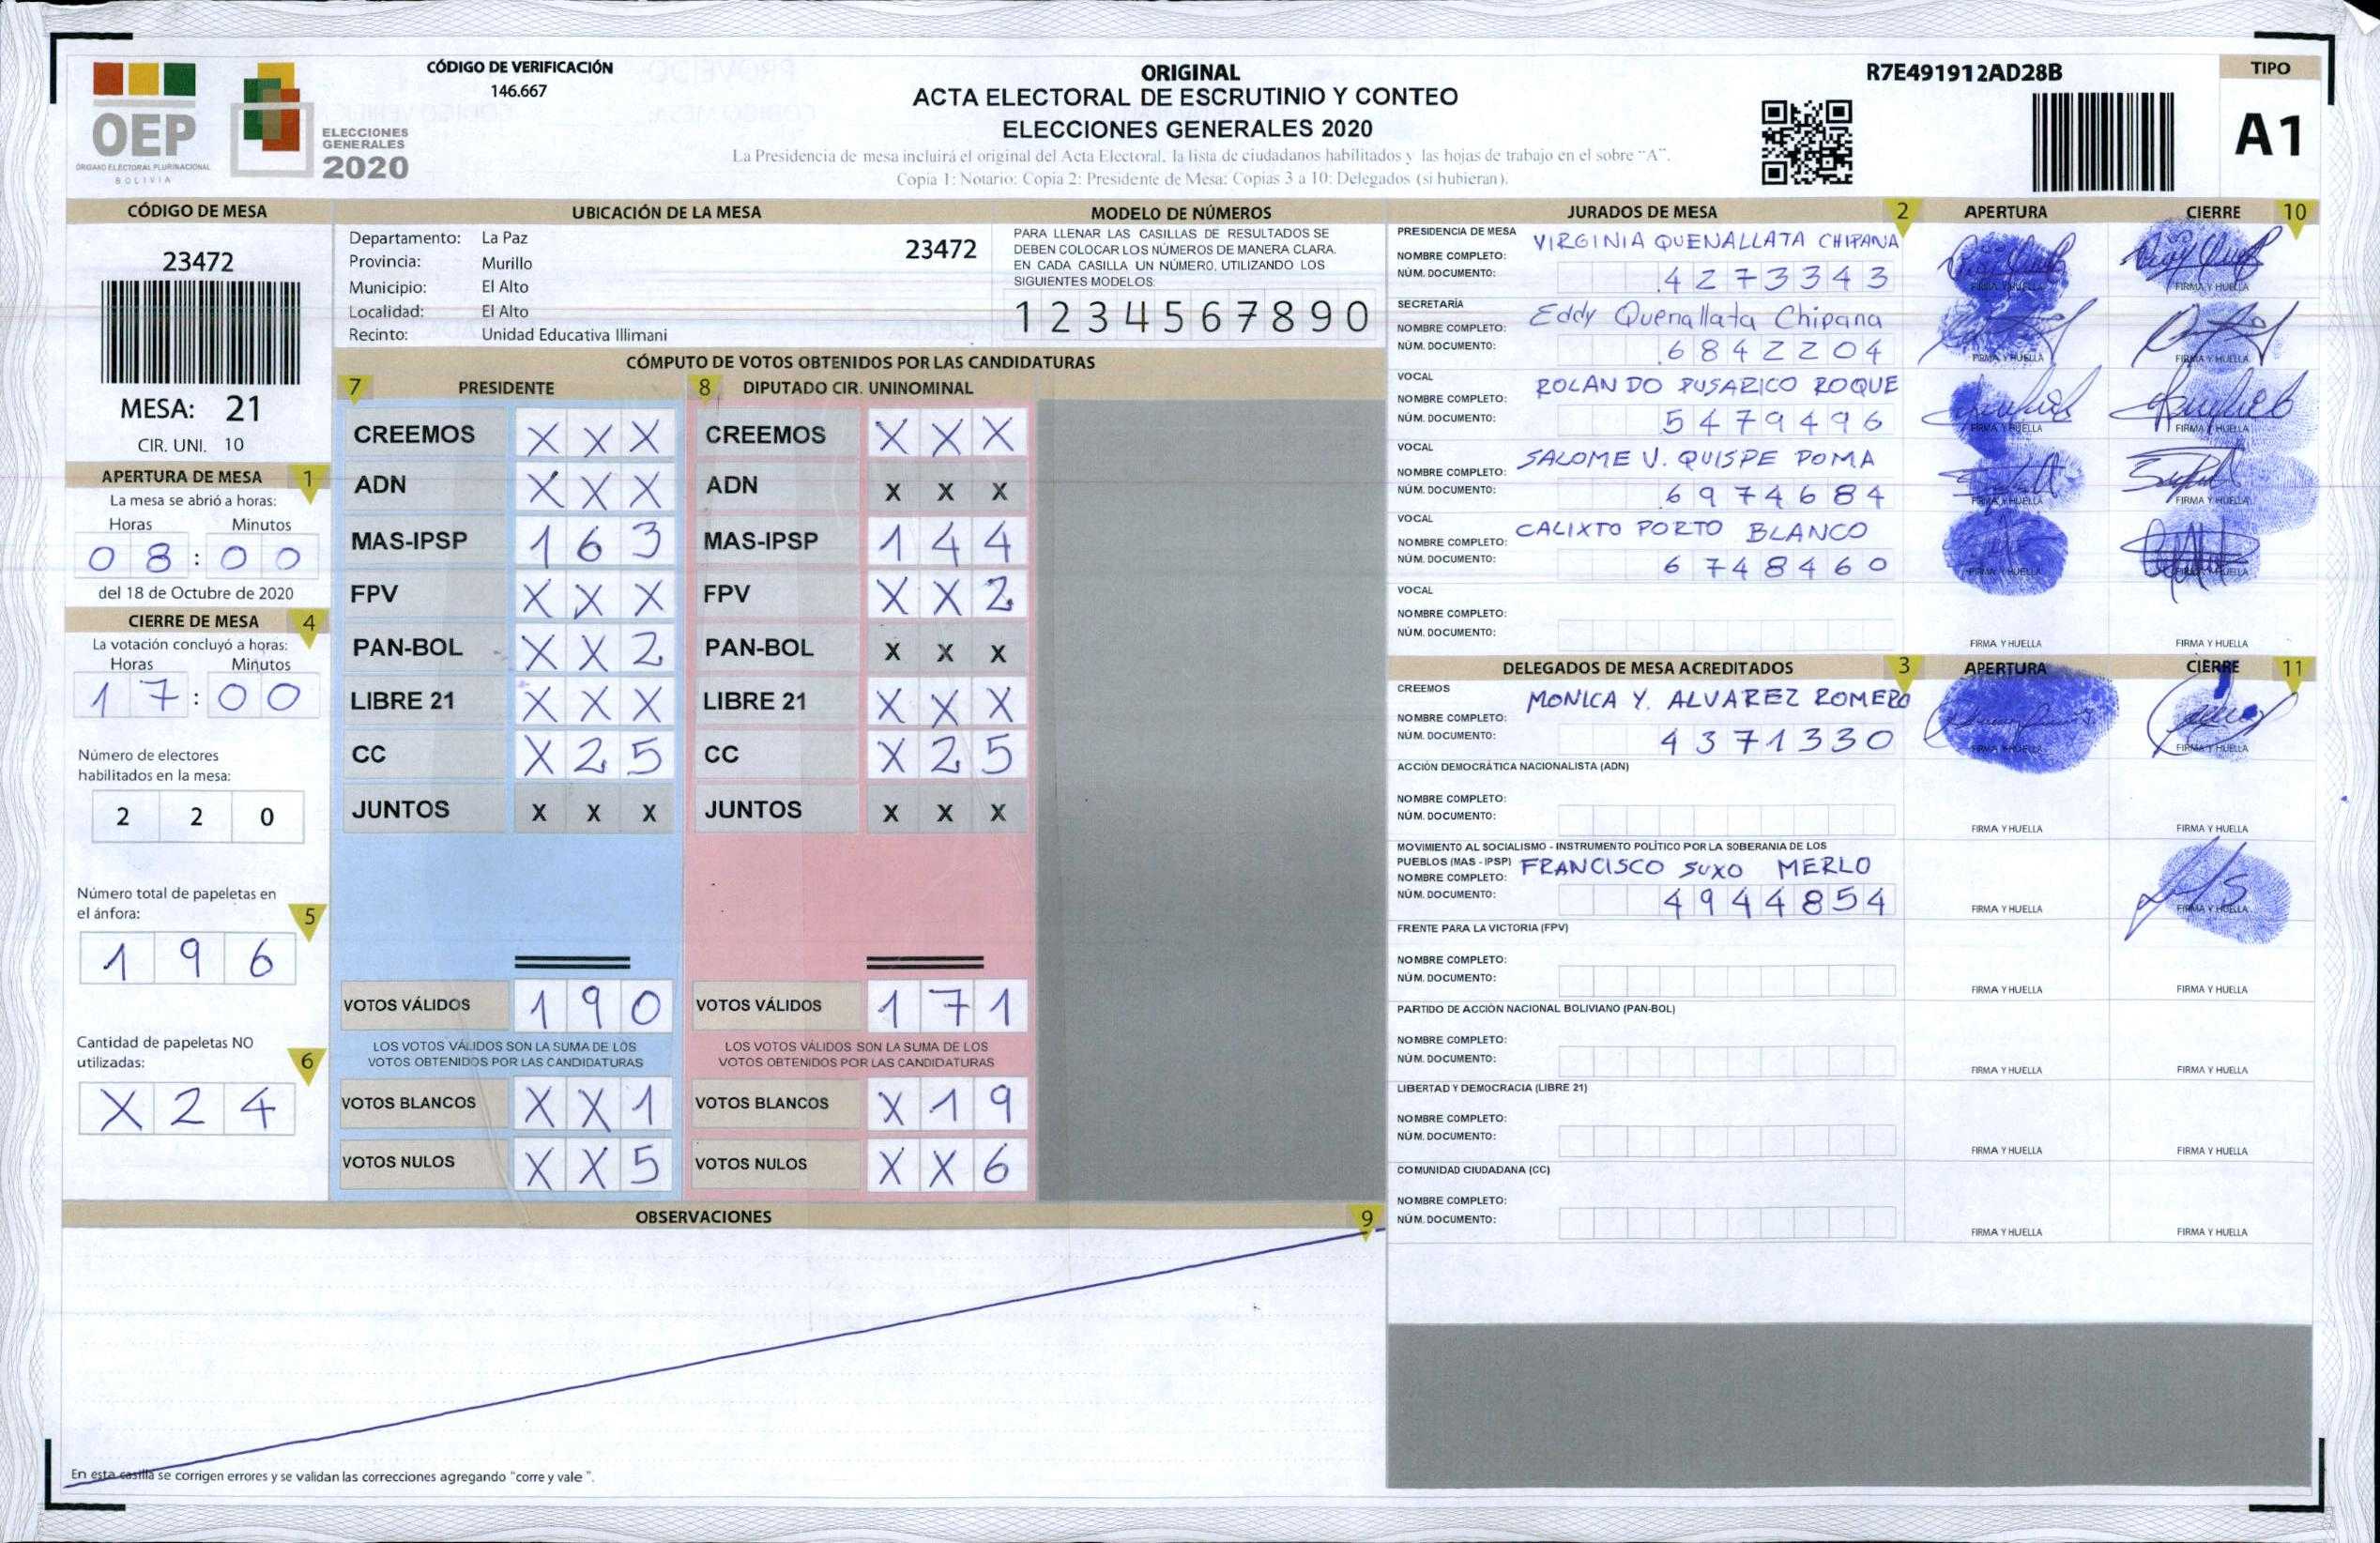 OEP
ÓRGANO ELECTORAL PLURINACIONAL
BOLIVIA
ELECCIONES
GENERALES
2020
CÓDIGO DE VERIFICACIÓN
146.667
ORIGINAL
ACTA ELECTORAL DE ESCRUTINIO Y CONTEO
ELECCIONES GENERALES 2020
La Presidencia de mesa incluirá el original del Acta Electoral, la lista de ciudadanos habilitados y las hojas de trabajo en el sobre "A".
Copia 1: Notario: Copia 2: Presidente de Mesa: Copias 3 a 10: Delegados (si hubieran).
R7E491912AD28B
TIPO
A1
CÓDIGO DE MESA
23472
MESA: 21
CIR. UNI. 10
APERTURA DE MESA 1
La mesa se abrió a horas:
Horas Minutos
0 8 : 0 0
del 18 de Octubre de 2020
CIERRE DE MESA 4
La votación concluyó a horas:
Horas Minutos
1 7 : 0 0
Número de electores
habilitados en la mesa:
2 2 0
Número total de papeletas en
el ánfora: 5
1 9 6
Cantidad de papeletas NO
utilizadas: 6
X 2 4
UBICACIÓN DE LA MESA
Departamento: La Paz
23472
Provincia: Murillo
Municipio: El Alto
Localidad: El Alto
Recinto: Unidad Educativa Illimani
MODELO DE NÚMEROS
PARA LLENAR LAS CASILLAS DE RESULTADOS SE
DEBEN COLOCAR LOS NÚMEROS DE MANERA CLARA.
EN CADA CASILLA UN NÚMERO, UTILIZANDO LOS
SIGUIENTES MODELOS:
1 2 3 4 5 6 7 8 9 0
CÓMPUTO DE VOTOS OBTENIDOS POR LAS CANDIDATURAS
7 PRESIDENTE 8 DIPUTADO CIR. UNINOMINAL
CREEMOS X X X CREEMOS X X X
ADN X X X ADN X X X
MAS-IPSP 1 6 3 MAS-IPSP 1 4 4
FPV X X X FPV X X 2
PAN-BOL X X 2 PAN-BOL X X X
LIBRE 21 X X X LIBRE 21 X X X
CC X 2 5 CC X 2 5
JUNTOS X X X JUNTOS X X X
VOTOS VÁLIDOS 1 9 0 VOTOS VÁLIDOS 1 7 1
LOS VOTOS VÁLIDOS SON LA SUMA DE LOS LOS VOTOS VÁLIDOS SON LA SUMA DE LOS
VOTOS OBTENIDOS POR LAS CANDIDATURAS VOTOS OBTENIDOS POR LAS CANDIDATURAS
VOTOS BLANCOS X X 1 VOTOS BLANCOS X 1 9
VOTOS NULOS X X 5 VOTOS NULOS X X 6
OBSERVACIONES 9
En esta casilla se corrigen errores y se validan las correcciones agregando "corre y vale ".
JURADOS DE MESA 2 APERTURA CIERRE 10
PRESIDENCIA DE MESA
NOMBRE COMPLETO: VIRGINIA QUENALLATA CHIPANA
NÚM. DOCUMENTO: 4273343
FIRMA Y HUELLA FIRMA Y HUELLA
SECRETARÍA
NOMBRE COMPLETO: Eddy Quenallata Chipana
NÚM. DOCUMENTO: 6842204
FIRMA Y HUELLA FIRMA Y HUELLA
VOCAL
NOMBRE COMPLETO: ROLANDO PUSARICO ROQUE
NÚM. DOCUMENTO: 5479496
FIRMA Y HUELLA FIRMA Y HUELLA
VOCAL
NOMBRE COMPLETO: SALOME V. QUISPE POMA
NÚM. DOCUMENTO: 6974684
FIRMA Y HUELLA FIRMA Y HUELLA
VOCAL
NOMBRE COMPLETO: CALIXTO PORTO BLANCO
NÚM. DOCUMENTO: 6748460
FIRMA Y HUELLA FIRMA Y HUELLA
VOCAL
NOMBRE COMPLETO:
NÚM. DOCUMENTO:
FIRMA Y HUELLA FIRMA Y HUELLA
DELEGADOS DE MESA ACREDITADOS 3 APERTURA CIERRE 11
CREEMOS
NOMBRE COMPLETO: MONICA Y. ALVAREZ ROMERO
NÚM. DOCUMENTO: 4371330
FIRMA Y HUELLA FIRMA Y HUELLA
ACCIÓN DEMOCRÁTICA NACIONALISTA (ADN)
NOMBRE COMPLETO:
NÚM. DOCUMENTO:
FIRMA Y HUELLA FIRMA Y HUELLA
MOVIMIENTO AL SOCIALISMO - INSTRUMENTO POLÍTICO POR LA SOBERANIA DE LOS
PUEBLOS (MAS - IPSP)
NOMBRE COMPLETO: FRANCISCO SUXO MERLO
NÚM. DOCUMENTO: 4944854
FIRMA Y HUELLA FIRMA Y HUELLA
FRENTE PARA LA VICTORIA (FPV)
NOMBRE COMPLETO:
NÚM. DOCUMENTO:
FIRMA Y HUELLA FIRMA Y HUELLA
PARTIDO DE ACCIÓN NACIONAL BOLIVIANO (PAN-BOL)
NOMBRE COMPLETO:
NÚM. DOCUMENTO:
FIRMA Y HUELLA FIRMA Y HUELLA
LIBERTAD Y DEMOCRACIA (LIBRE 21)
NOMBRE COMPLETO:
NÚM. DOCUMENTO:
FIRMA Y HUELLA FIRMA Y HUELLA
COMUNIDAD CIUDADANA (CC)
NOMBRE COMPLETO:
NÚM. DOCUMENTO:
FIRMA Y HUELLA FIRMA Y HUELLA